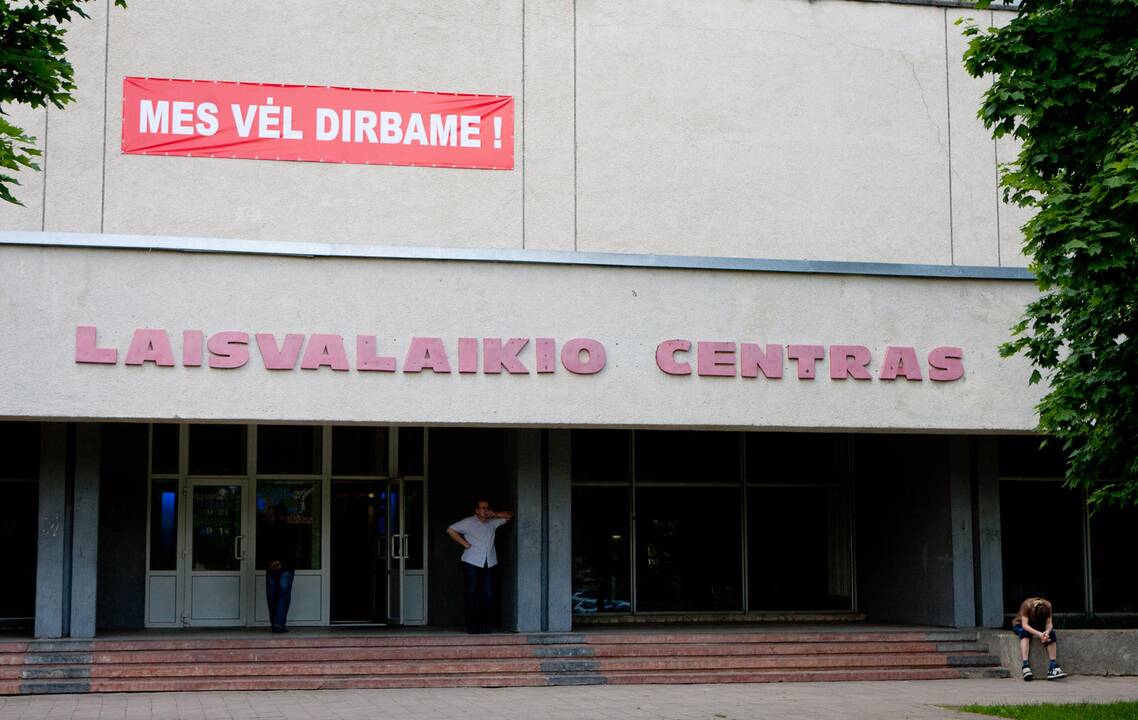 MES VĖL DIRBAME !
LAISVALAIKIO CENTRAS